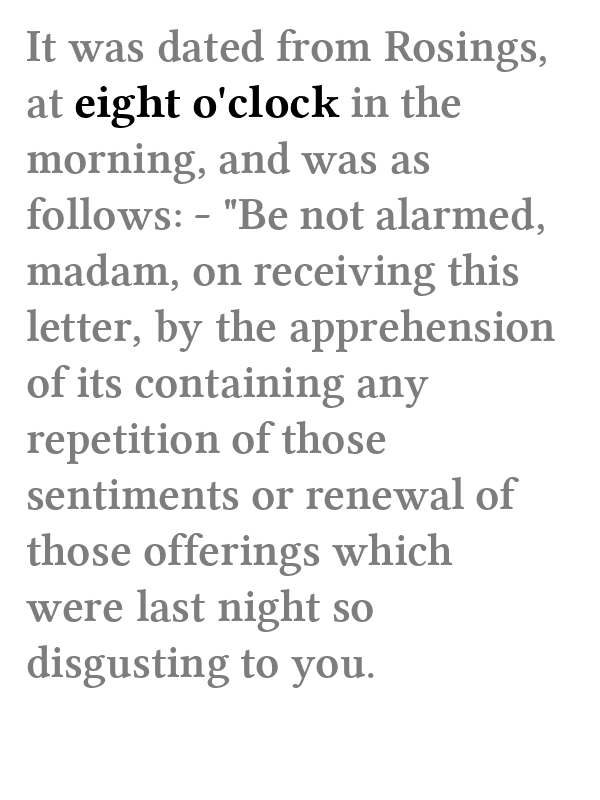 It was dated from Rosings,
at eight o'clock in the
morning, and was as
follows: - "Be not alarmed,
madam, on receiving this
letter, by the apprehension
of its containing any
repetition of those
sentiments or renewal of
those offerings which
were last night so
disgusting to you.